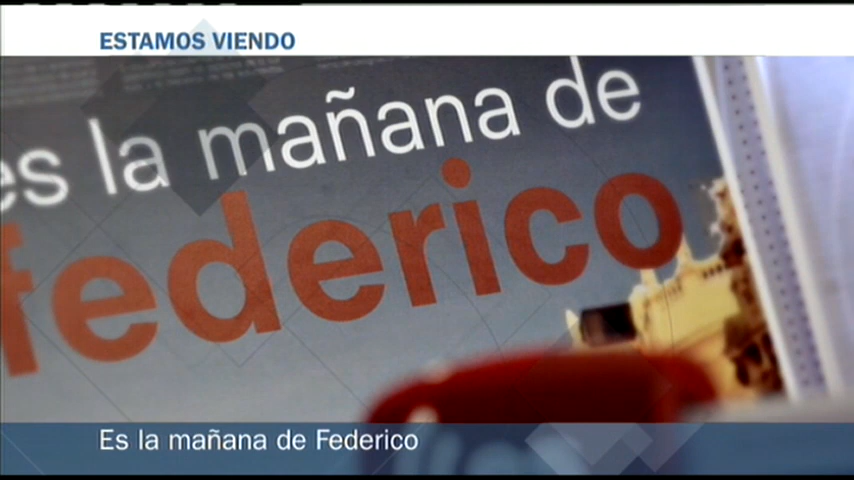 ESTAMOS VIENDO
es la mañana de
federico
Es la mañana de Federico